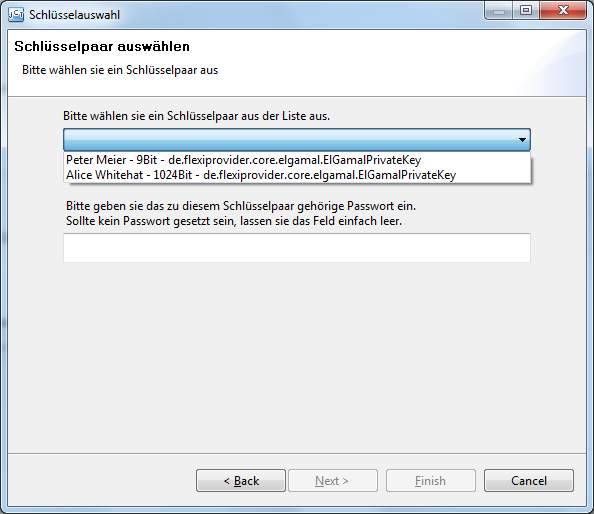 JCT Schlüsselauswahl
Schlüsselpaar auswählen
Bitte wählen sie ein Schlüsselpaar aus
Bitte wählen sie ein Schlüsselpaar aus der Liste aus.
Peter Meier - 9Bit - de.flexiprovider.core.elgamal.ElGamalPrivateKey
Alice Whitehat - 1024Bit - de.flexiprovider.core.elgamal.ElGamalPrivateKey
Bitte geben sie das zu diesem Schlüsselpaar gehörige Passwort ein.
Sollte kein Passwort gesetzt sein, lassen sie das Feld einfach leer.
< Back Next > Finish Cancel